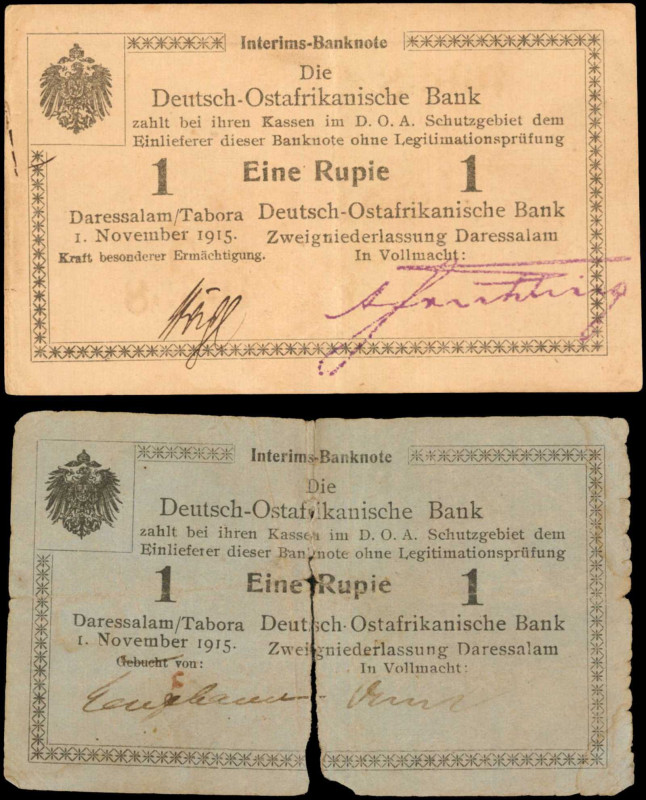 Interims-Banknote
Die
Deutsch-Ostafrikanische Bank
zahlt bei ihren Kassen im D. O. A. Schutzgebiet dem
Einlieferer dieser Banknote ohne Legitimationsprüfung
1 Eine Rupie 1
Daressalam/Tabora Deutsch-Ostafrikanische Bank
1. November 1915. Zweigniederlassung Daressalam
Kraft besonderer Ermächtigung. In Vollmacht:
Interims-Banknote
Die
Deutsch-Ostafrikanische Bank
zahlt bei ihren Kassen im D. O. A. Schutzgebiet dem
Einlieferer dieser Banknote ohne Legitimationsprüfung
1 Eine Rupie 1
Daressalam/Tabora Deutsch-Ostafrikanische Bank
1. November 1915. Zweigniederlassung Daressalam
Gebucht von: In Vollmacht: